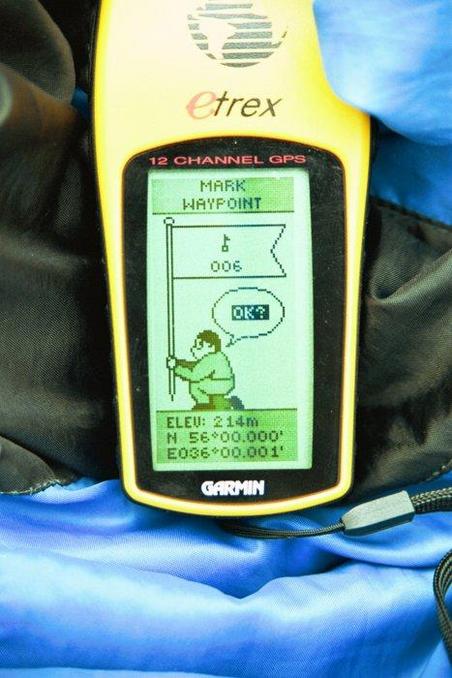 etrex
12 CHANNEL GPS
MARK
WAYPOINT
006
OK?
ELEV: 214m
N 56°00.000'
E036°00.001'
GARMIN